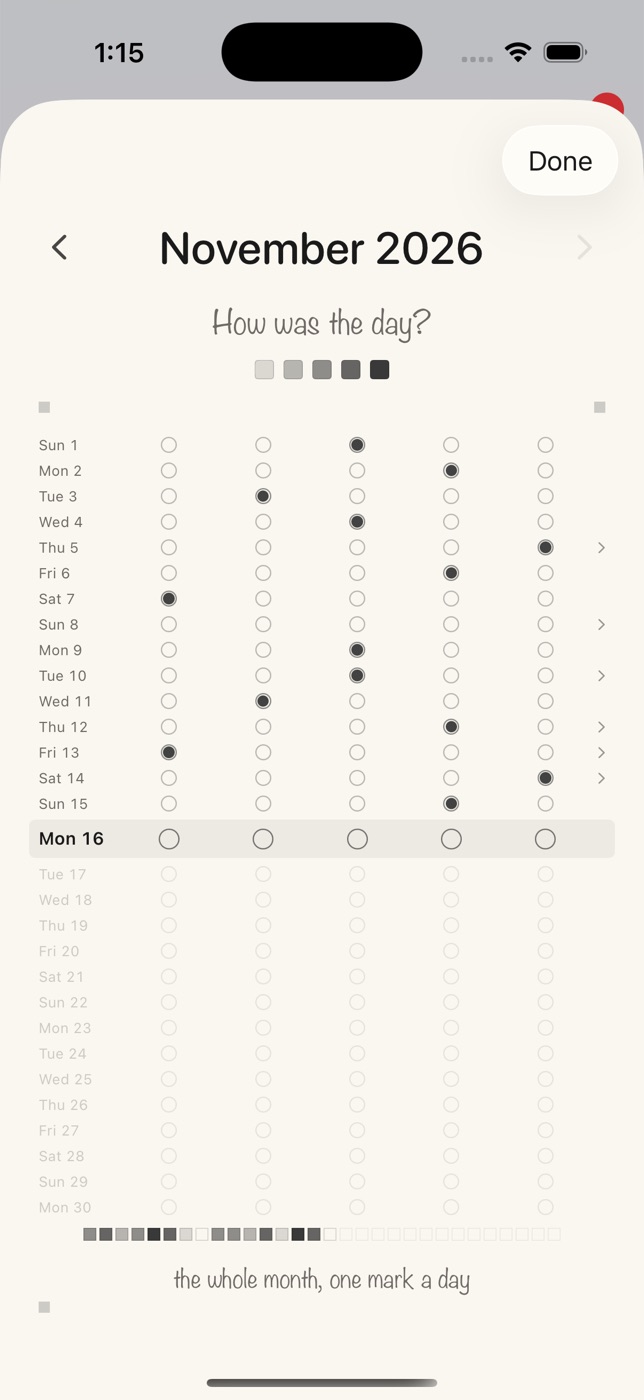 1:15
Done
November 2026
How was the day?
Sun 1
Mon 2
Tue 3
Wed 4
Thu 5
Fri 6
Sat 7
Sun 8
Mon 9
Tue 10
Wed 11
Thu 12
Fri 13
Sat 14
Sun 15
Mon 16
Tue 17
Wed 18
Thu 19
Fri 20
Sat 21
Sun 22
Mon 23
Tue 24
Wed 25
Thu 26
Fri 27
Sat 28
Sun 29
Mon 30
the whole month, one mark a day